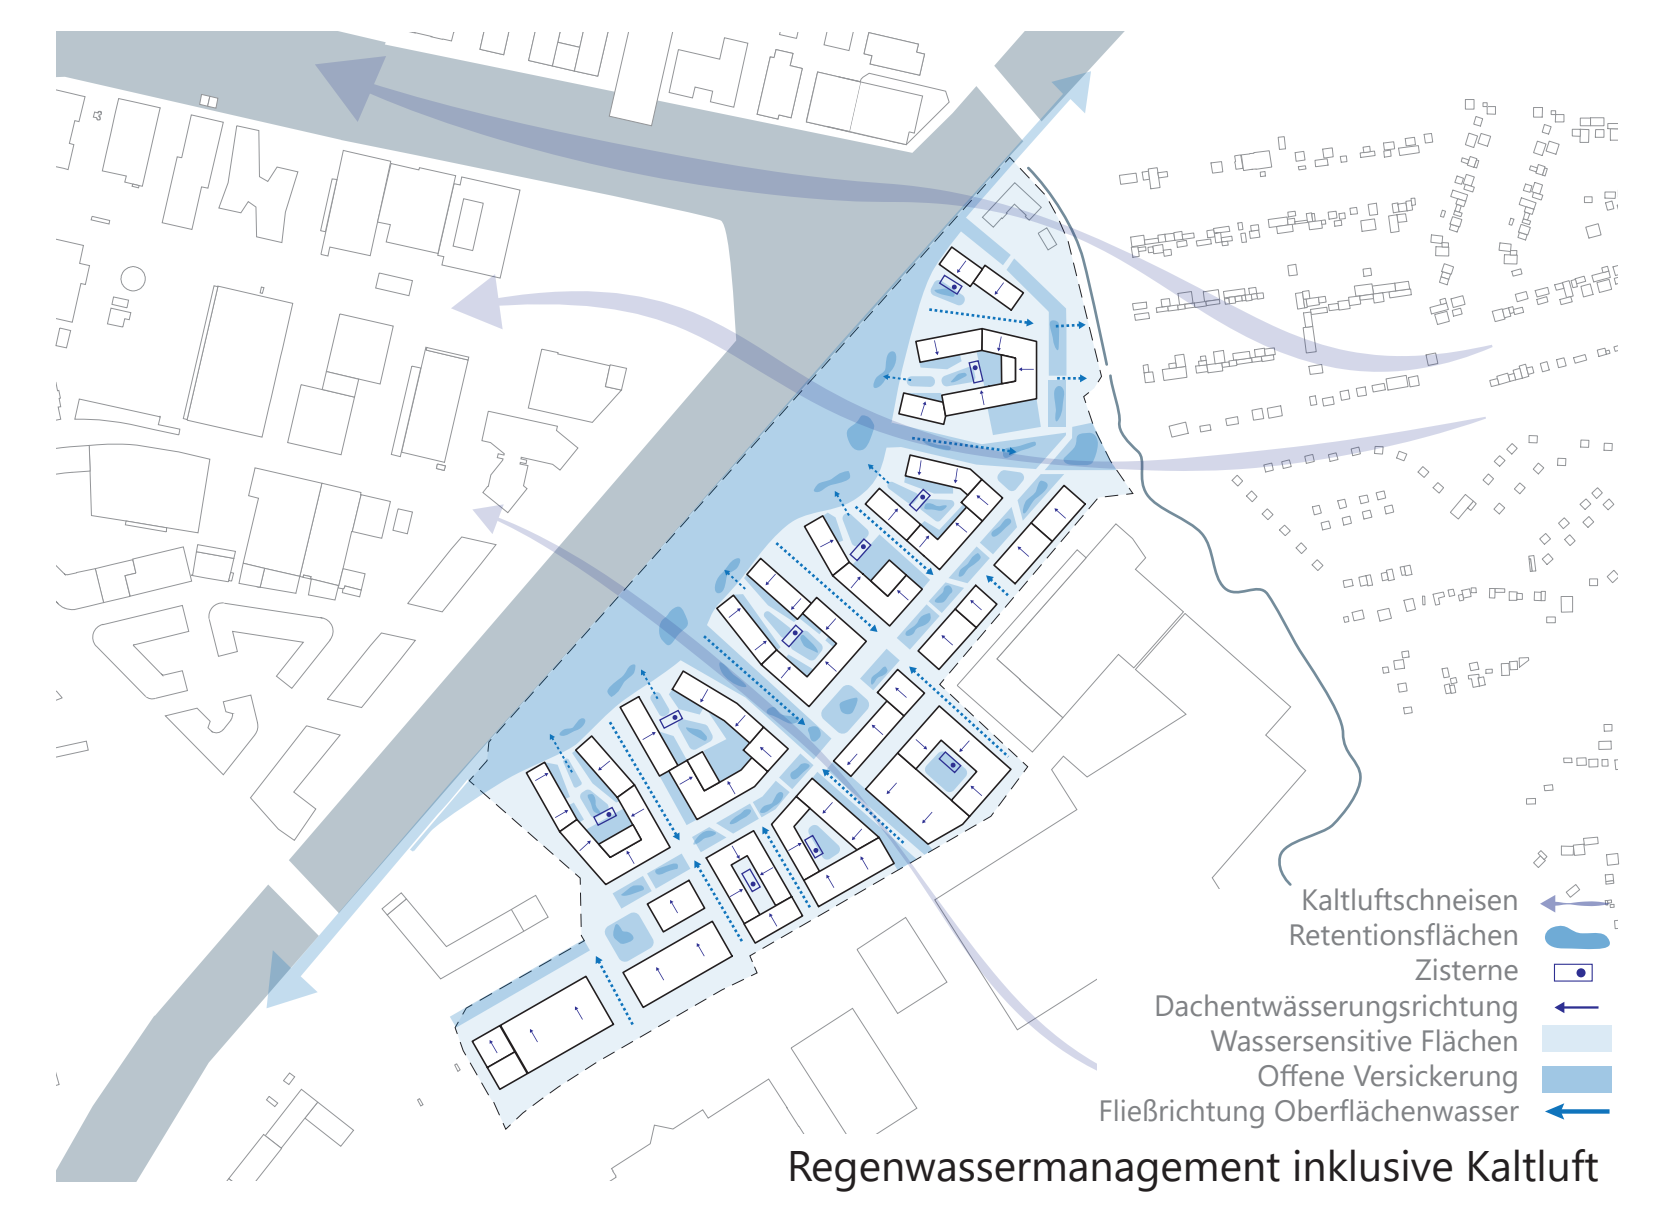 Kaltluftschneisen
Retentionsflächen
Zisterne
Dachentwässerungsrichtung
Wassersensitive Flächen
Offene Versickerung
Fließrichtung Oberflächenwasser
Regenwassermanagement inklusive Kaltluft